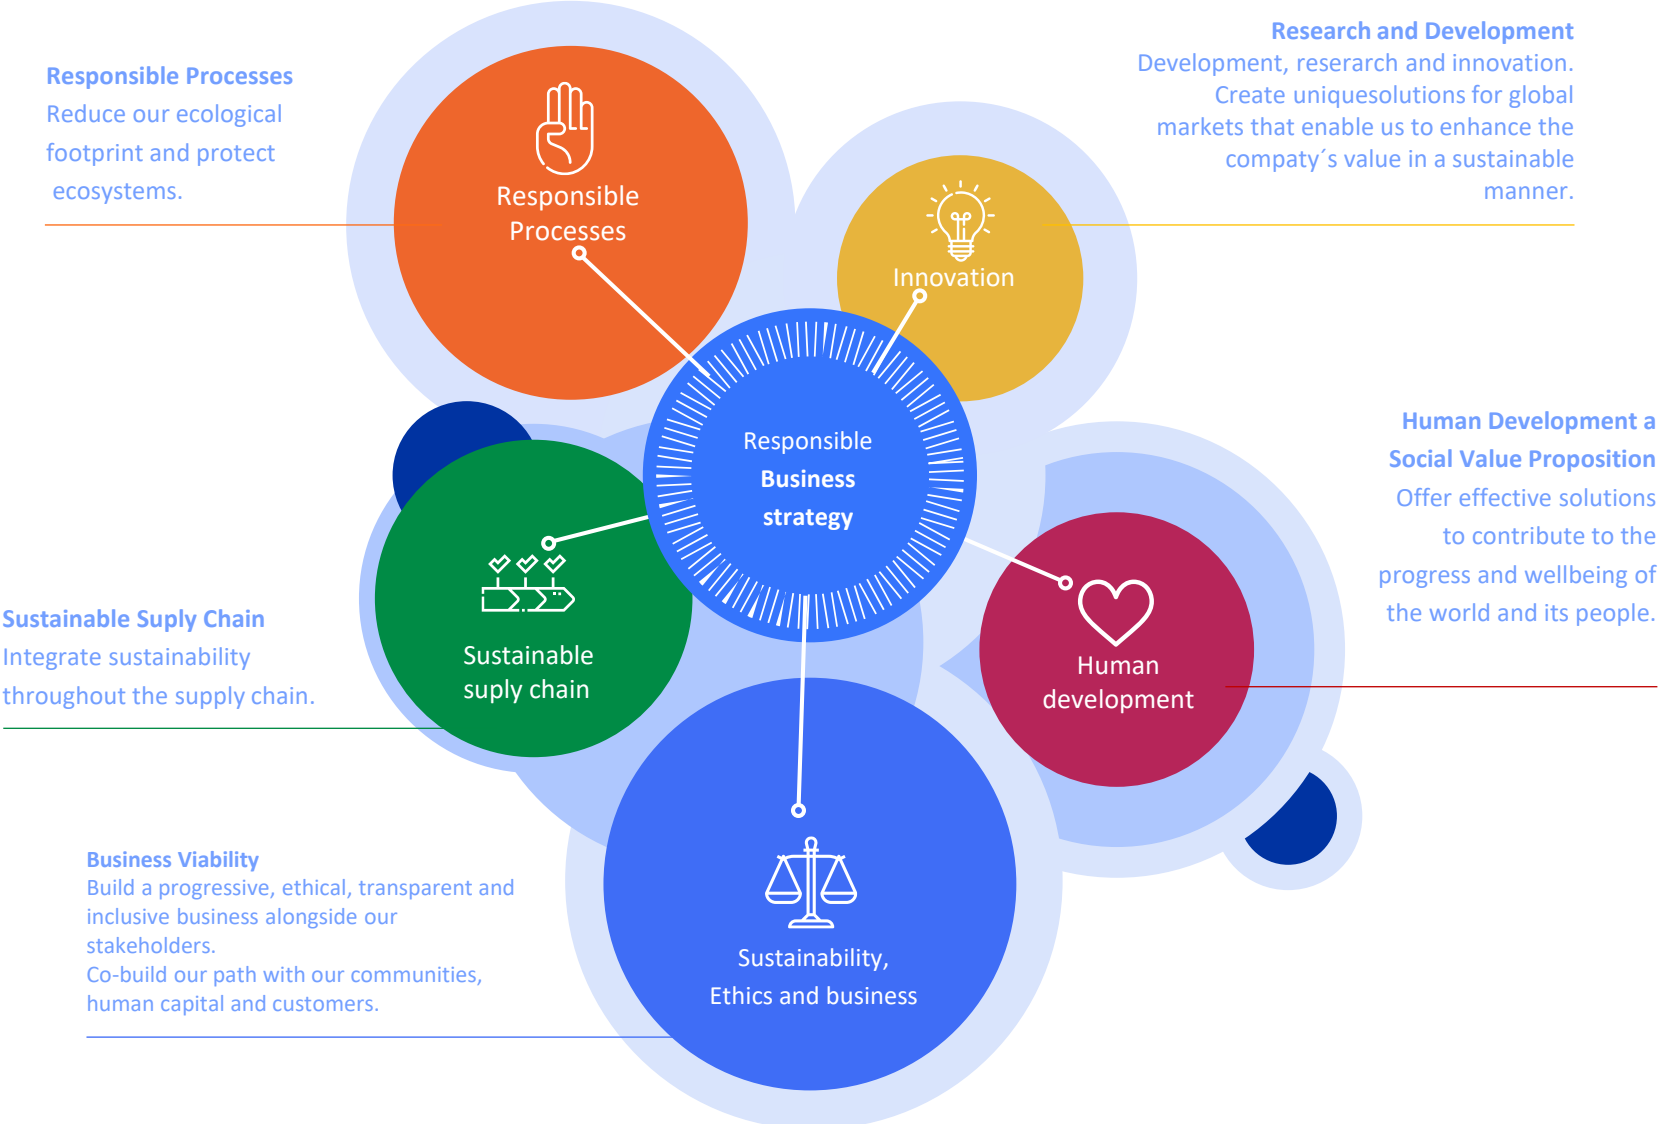 Responsible Processes
Reduce our ecological
footprint and protect
ecosystems.
Responsible
Processes
Research and Development
Development, reserarch and innovation.
Create uniquesolutions for global
markets that enable us to enhance the
compaty´s value in a sustainable
manner.
Innovation
Responsible
Business
strategy
Human Development a
Social Value Proposition
Offer effective solutions
to contribute to the
progress and wellbeing of
the world and its people.
Human
development
Sustainable Suply Chain
Integrate sustainability
throughout the supply chain.
Sustainable
suply chain
Business Viability
Build a progressive, ethical, transparent and
inclusive business alongside our
stakeholders.
Co-build our path with our communities,
human capital and customers.
Sustainability,
Ethics and business